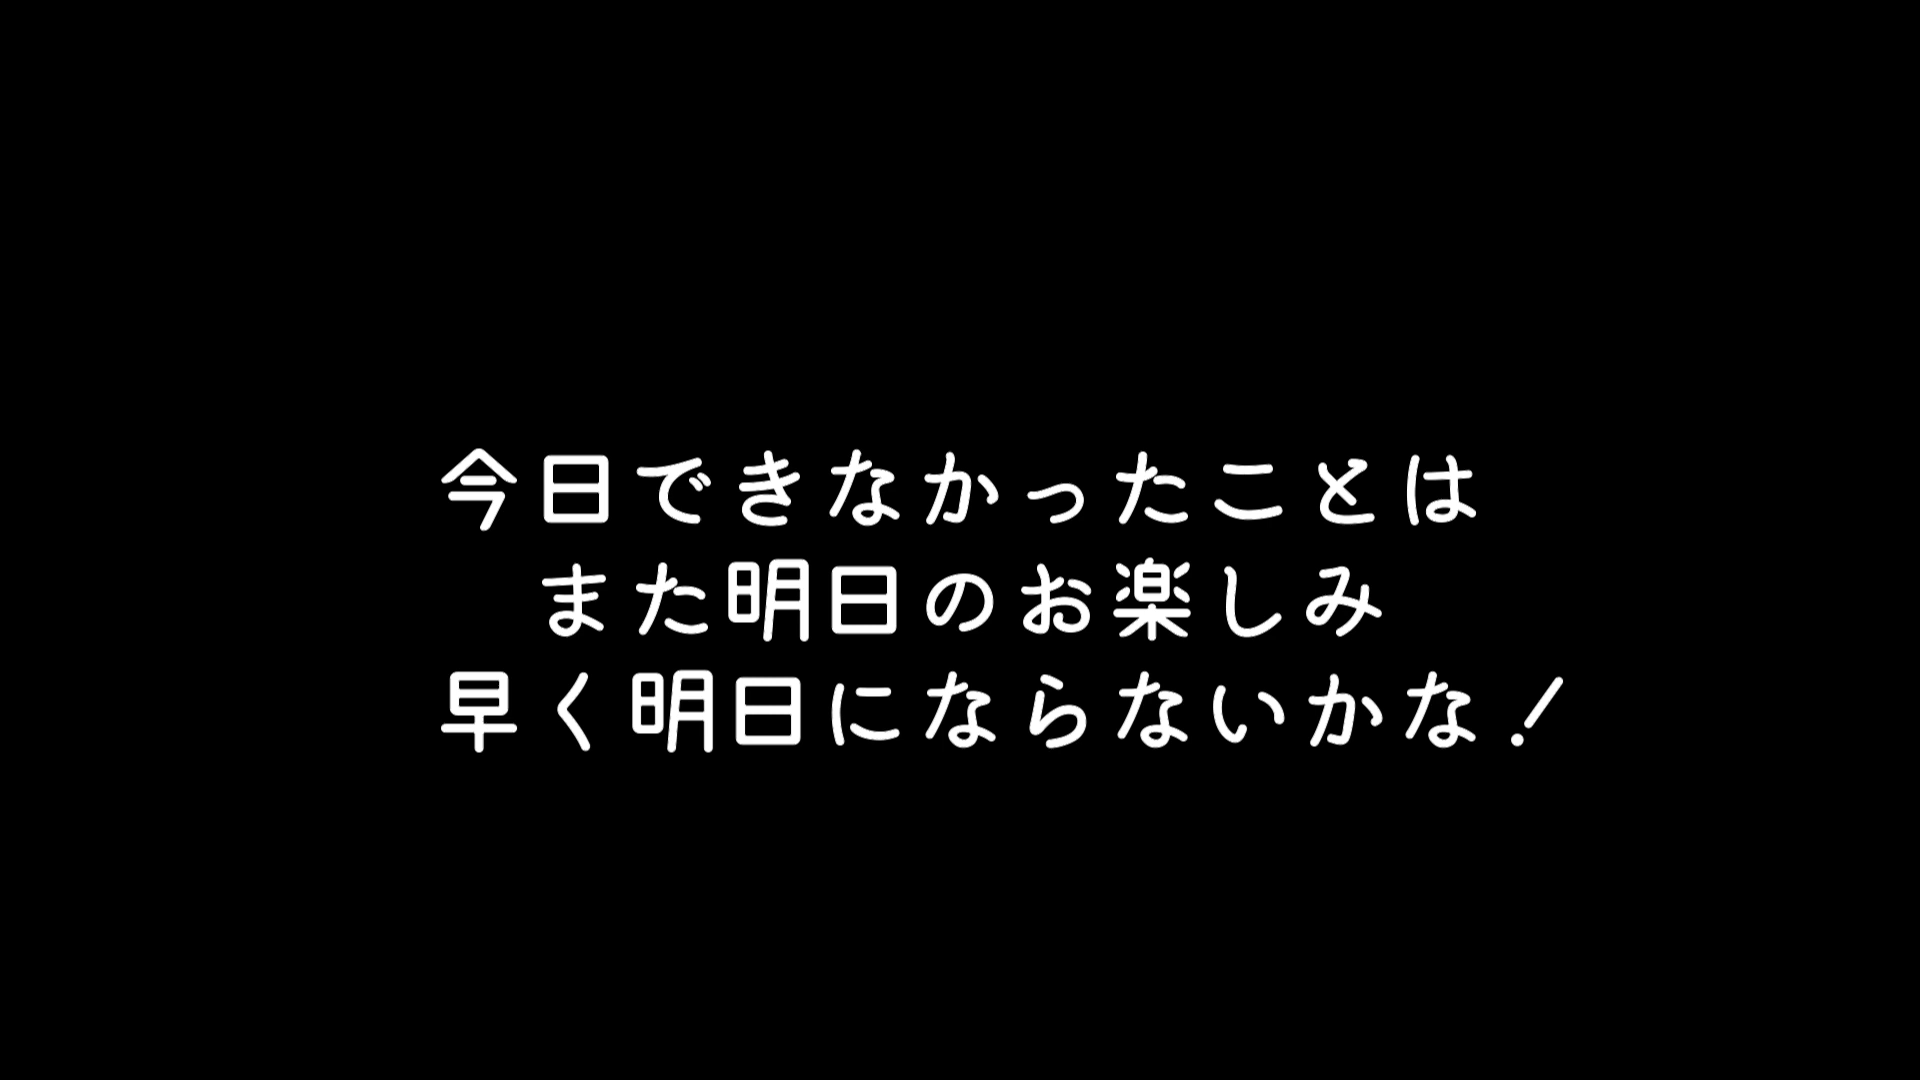 今日できなかったことは
また明日のお楽しみ
早く明日にならないかな！